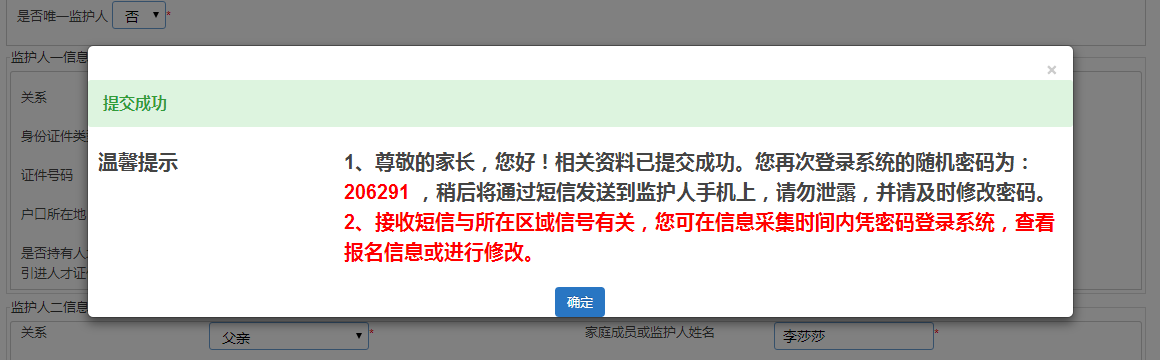 是否唯一监护人 否 *
监护人一信息
×
提交成功
关系
身份证件类
温馨提示 1、尊敬的家长，您好！相关资料已提交成功。您再次登录系统的随机密码为：
证件号码
206291 ，稍后将通过短信发送到监护人手机上，请勿泄露，并请及时修改密码。
户口所在地
2、接收短信与所在区域信号有关，您可在信息采集时间内凭密码登录系统，查看
报名信息或进行修改。
是否持有人
引进人才证
确定
监护人二信息
关系 父亲 * 家庭成员或监护人姓名 李莎莎 *